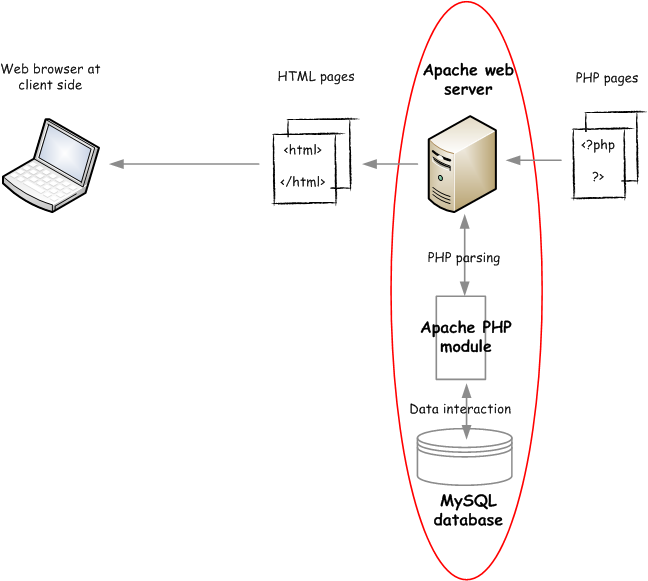 Web browser at
client side
HTML pages
<html>
</html>
Apache web
server
PHP pages
<?php
?>
PHP parsing
Apache PHP
module
Data interaction
MySQL
database